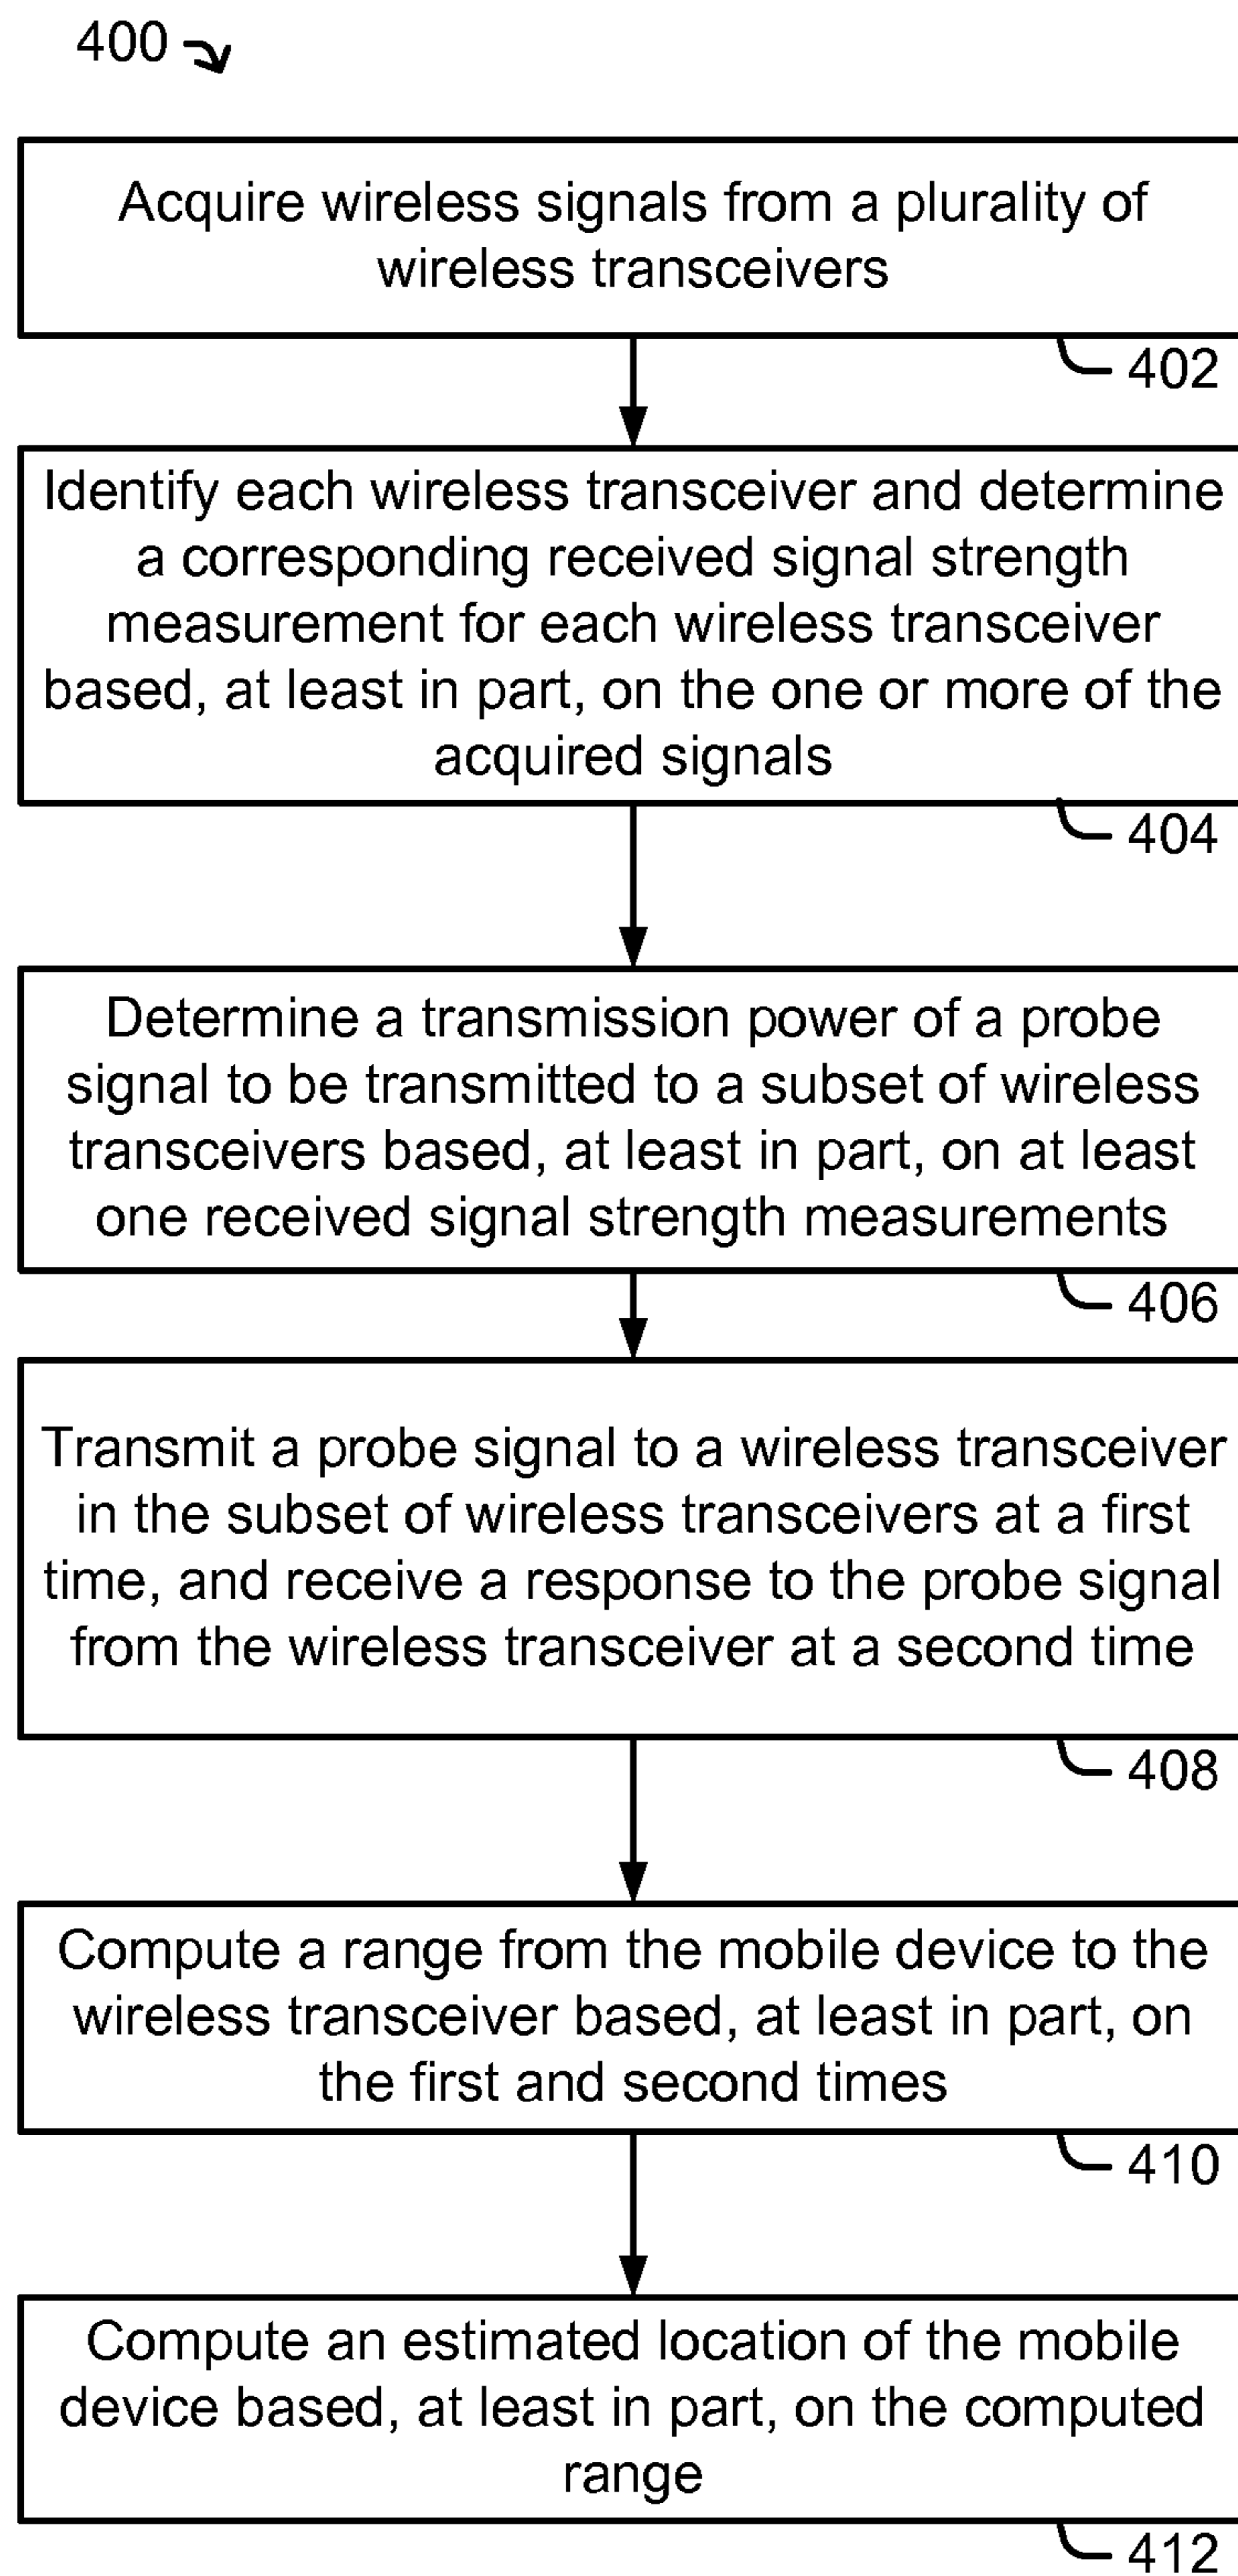 400
Acquire wireless signals from a plurality of
wireless transceivers
402
Identify each wireless transceiver and determine
a corresponding received signal strength
measurement for each wireless transceiver
based, at least in part, on the one or more of the
acquired signals
404
Determine a transmission power of a probe
signal to be transmitted to a subset of wireless
transceivers based, at least in part, on at least
one received signal strength measurements
406
Transmit a probe signal to a wireless transceiver
in the subset of wireless transceivers at a first
time, and receive a response to the probe signal
from the wireless transceiver at a second time
408
Compute a range from the mobile device to the
wireless transceiver based, at least in part, on
the first and second times
410
Compute an estimated location of the mobile
device based, at least in part, on the computed
range
412